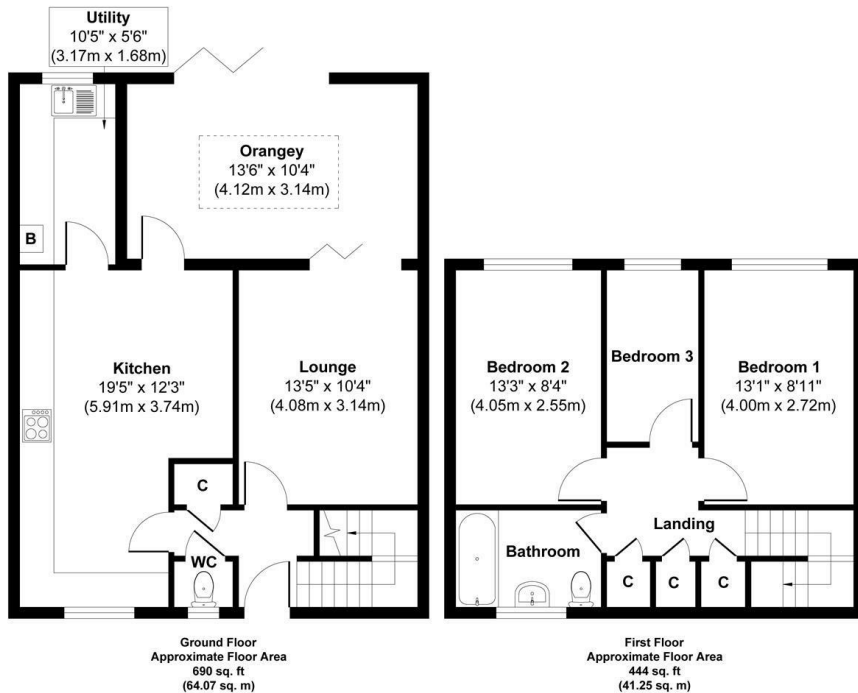 Utility
10'5" x 5'6"
(3.17m x 1.68m)
Orangey
13'6" x 10'4"
(4.12m x 3.14m)
B
Kitchen
19'5" x 12'3"
(5.91m x 3.74m)
Lounge
13'5" x 10'4"
(4.08m x 3.14m)
C
WC
Ground Floor
Approximate Floor Area
690 sq. ft
(64.07 sq. m)
Bedroom 2
13'3" x 8'4"
(4.05m x 2.55m)
Bedroom 3
Bedroom 1
13'1" x 8'11"
(4.00m x 2.72m)
Landing
Bathroom
C
C
C
First Floor
Approximate Floor Area
444 sq. ft
(41.25 sq. m)